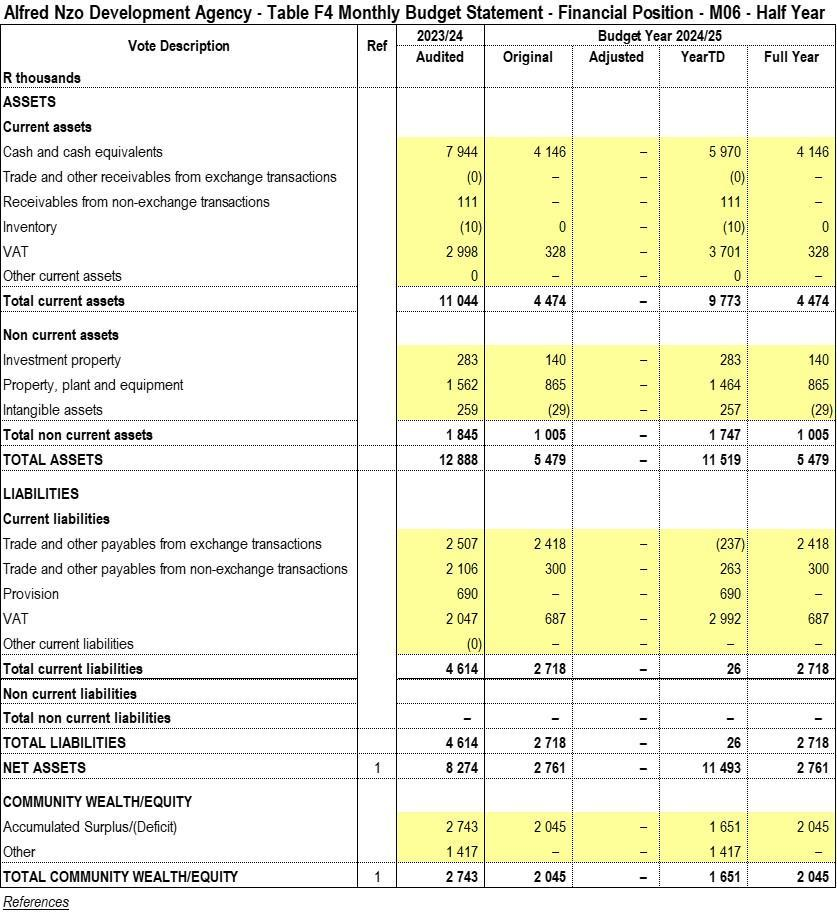 Alfred Nzo Development Agency - Table F4 Monthly Budget Statement - Financial Position - M06 - Half Year
Vote Description Ref 2023/24 Budget Year 2024/25
Audited Original Adjusted YearTD Full Year
R thousands
ASSETS
Current assets
Cash and cash equivalents 7 944 4 146 – 5 970 4 146
Trade and other receivables from exchange transactions (0) – – (0) –
Receivables from non-exchange transactions 111 – – 111 –
Inventory (10) 0 – (10) 0
VAT 2 998 328 – 3 701 328
Other current assets 0 – – 0 –
Total current assets 11 044 4 474 – 9 773 4 474
Non current assets
Investment property 283 140 – 283 140
Property, plant and equipment 1 562 865 – 1 464 865
Intangible assets 259 (29) – 257 (29)
Total non current assets 1 845 1 005 – 1 747 1 005
TOTAL ASSETS 12 888 5 479 – 11 519 5 479
LIABILITIES
Current liabilities
Trade and other payables from exchange transactions 2 507 2 418 – (237) 2 418
Trade and other payables from non-exchange transactions 2 106 300 – 263 300
Provision 690 – – 690 –
VAT 2 047 687 – 2 992 687
Other current liabilities (0) – – – –
Total current liabilities 4 614 2 718 – 26 2 718
Non current liabilities
Total non current liabilities – – – – –
TOTAL LIABILITIES 4 614 2 718 – 26 2 718
NET ASSETS 1 8 274 2 761 – 11 493 2 761
COMMUNITY WEALTH/EQUITY
Accumulated Surplus/(Deficit) 2 743 2 045 – 1 651 2 045
Other 1 417 – – 1 417 –
TOTAL COMMUNITY WEALTH/EQUITY 1 2 743 2 045 – 1 651 2 045
References